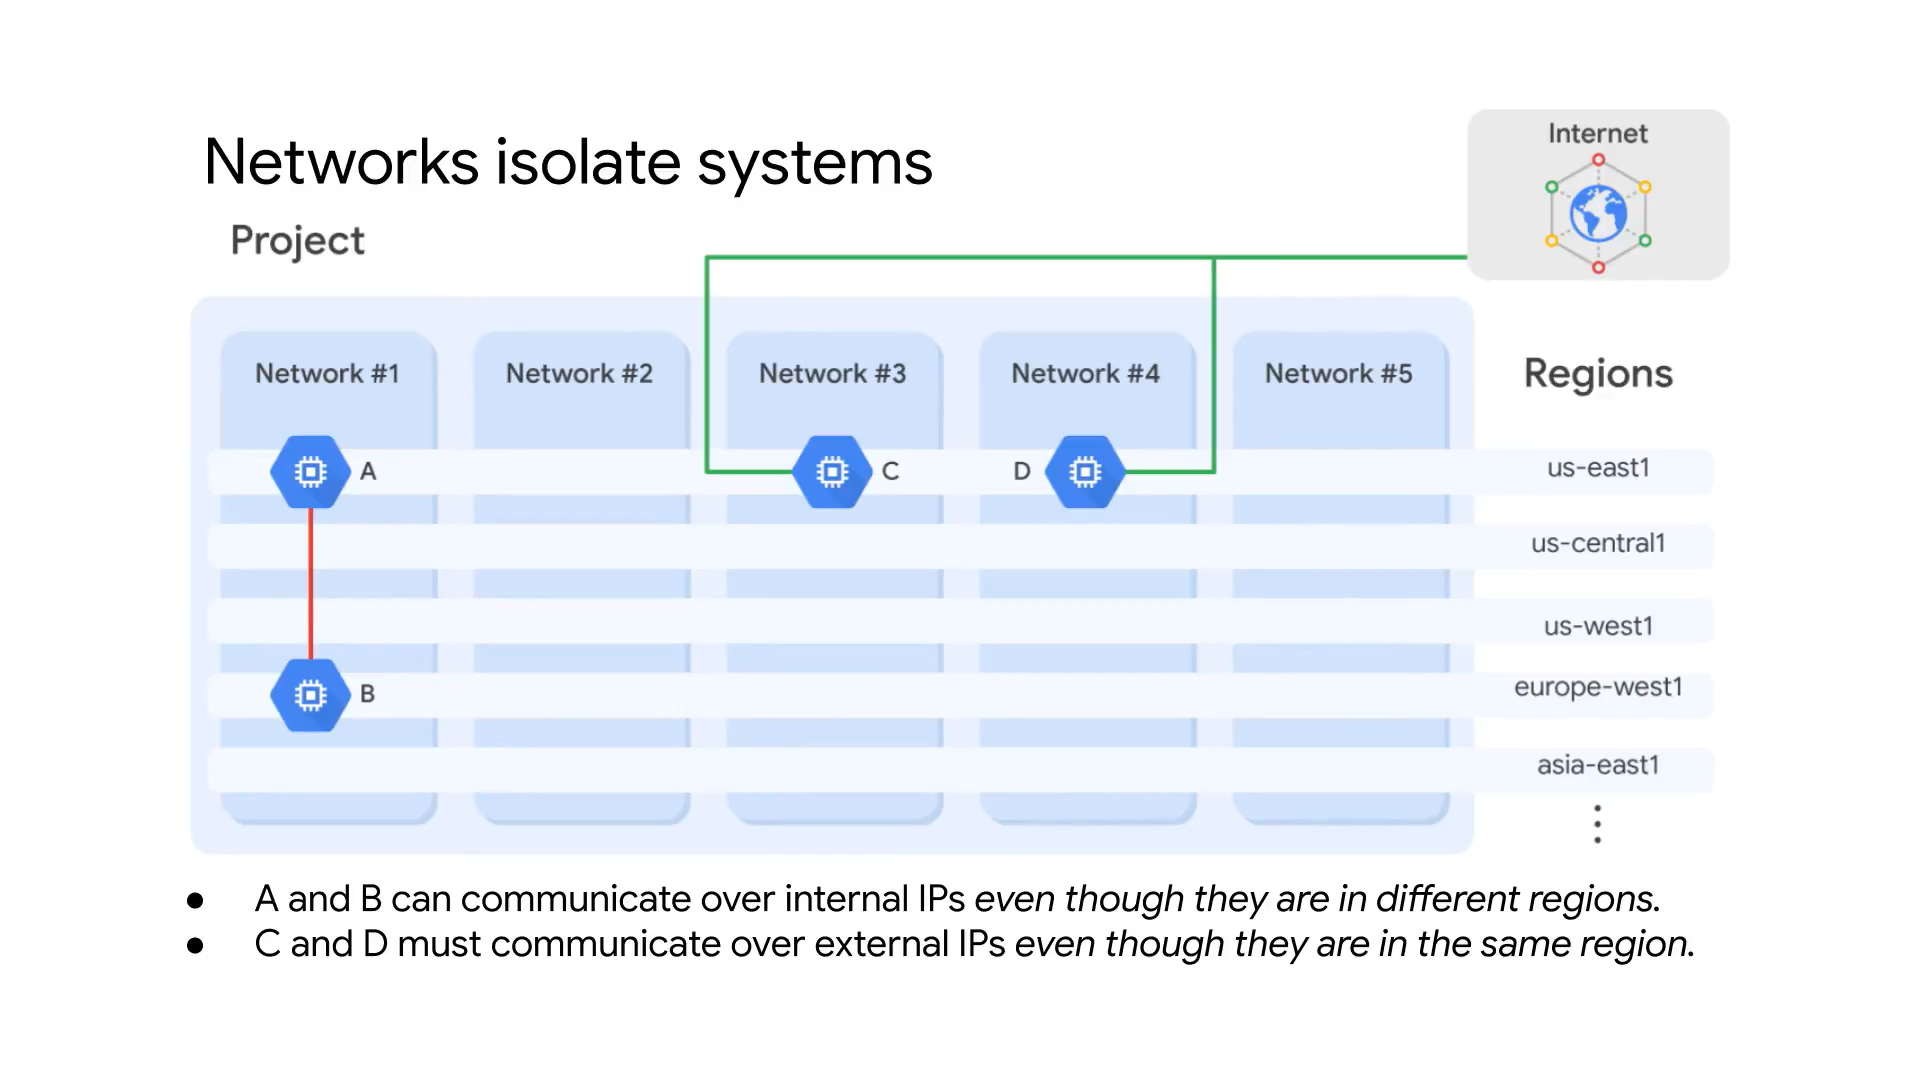 Networks isolate systems
Internet
Project
Network #1
Network #2
Network #3
Network #4
Network #5
Regions
A
C
D
us-east1
us-central1
us-west1
B
europe-west1
asia-east1
● A and B can communicate over internal IPs even though they are in different regions.
● C and D must communicate over external IPs even though they are in the same region.